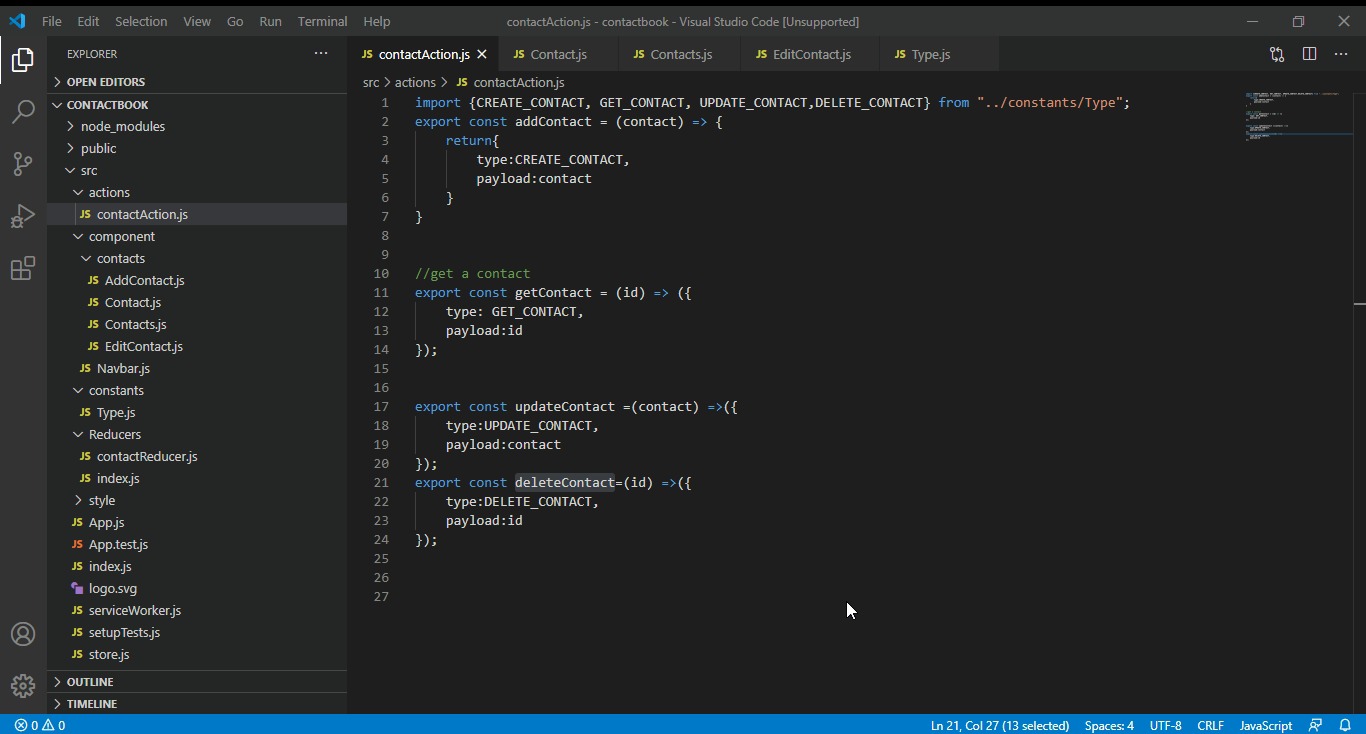 File Edit Selection View Go Run Terminal Help contactAction.js - contactbook - Visual Studio Code [Unsupported]
EXPLORER
OPEN EDITORS
CONTACTBOOK
node_modules
public
src
actions
JS contactAction.js
component
contacts
JS AddContact.js
JS Contact.js
JS Contacts.js
JS EditContact.js
JS Navbar.js
constants
JS Type.js
Reducers
JS contactReducer.js
JS index.js
style
JS App.js
JS App.test.js
JS index.js
logo.svg
JS serviceWorker.js
JS setupTests.js
JS store.js
OUTLINE
TIMELINE
JS contactAction.js JS Contact.js JS Contacts.js JS EditContact.js JS Type.js
src > actions > JS contactAction.js
1 import {CREATE_CONTACT, GET_CONTACT, UPDATE_CONTACT,DELETE_CONTACT} from "../constants/Type";
2 export const addContact = (contact) => {
3 return{
4 type:CREATE_CONTACT,
5 payload:contact
6 }
7 }
8
9
10 //get a contact
11 export const getContact = (id) => ({
12 type: GET_CONTACT,
13 payload:id
14 });
15
16
17 export const updateContact =(contact) =>({
18 type:UPDATE_CONTACT,
19 payload:contact
20 });
21 export const deleteContact=(id) =>({
22 type:DELETE_CONTACT,
23 payload:id
24 });
25
26
27
0 0 Ln 21, Col 27 (13 selected) Spaces: 4 UTF-8 CRLF JavaScript